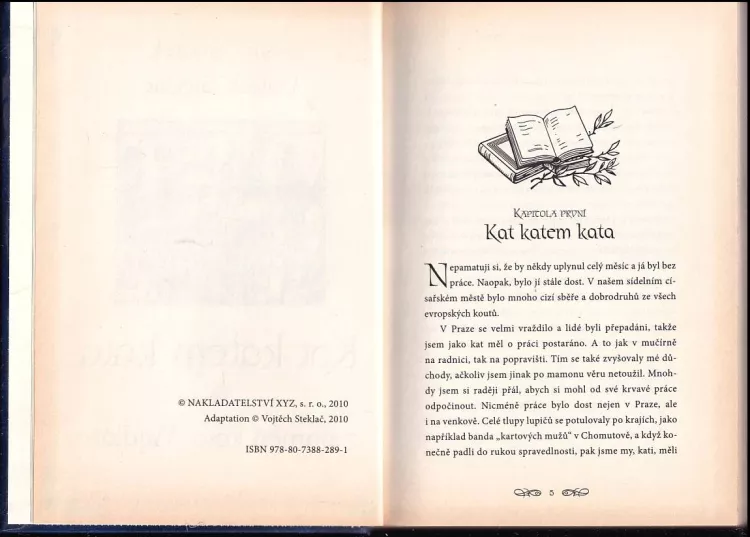 © NAKLADATELSTVÍ XYZ, s. r. o., 2010
Adaptation © Vojtěch Steklač, 2010
ISBN 978-80-7388-289-1
Kapitola první
Kat katem kata
Nepamatuji si, že by někdy uplynul celý měsíc a já byl bez
práce. Naopak, bylo jí stále dost. V našem sídelním cí-
sařském městě bylo mnoho cizí sběře a dobrodruhů ze všech
evropských koutů.
V Praze se velmi vraždilo a lidé byli přepadáni, takže
jsem jako kat měl o práci postaráno. A to jak v mučírně
na radnici, tak na popravišti. Tím se také zvyšovaly mé dů-
chody, ačkoliv jsem jinak po mamonu věru netoužil. Mnoh-
dy jsem si raději přál, abych si mohl od své krvavé práce
odpočinout. Nicméně práce bylo dost nejen v Praze, ale
i na venkově. Celé tlupy lupičů se potulovaly po krajích, jako
například banda „kartových mužů“ v Chomutově, a když ko-
nečně padli do rukou spravedlnosti, pak jsme my, kati, měli
5